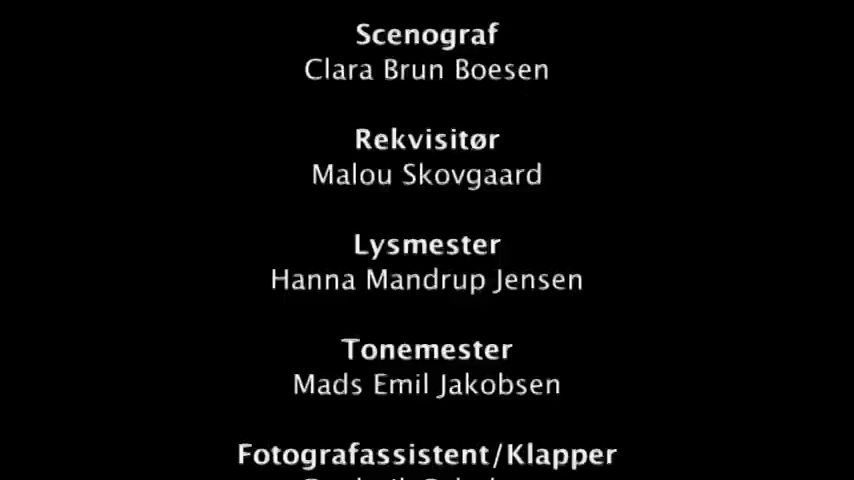 Scenograf
Clara Brun Boesen
Rekvisitør
Malou Skovgaard
Lysmester
Hanna Mandrup Jensen
Tonemester
Mads Emil Jakobsen
Fotografassistent/Klapper